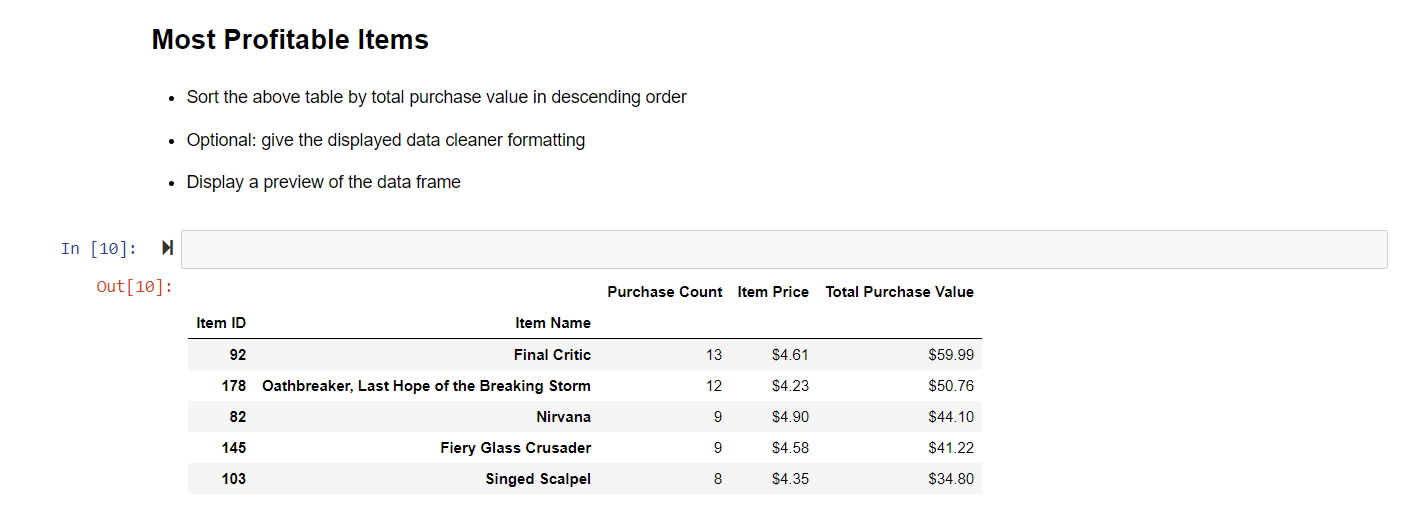 Most Profitable Items
• Sort the above table by total purchase value in descending order
• Optional: give the displayed data cleaner formatting
• Display a preview of the data frame
In [10]:
Out[10]:
Purchase Count Item Price Total Purchase Value
Item ID Item Name
92 Final Critic 13 $4.61 $59.99
178 Oathbreaker, Last Hope of the Breaking Storm 12 $4.23 $50.76
82 Nirvana 9 $4.90 $44.10
145 Fiery Glass Crusader 9 $4.58 $41.22
103 Singed Scalpel 8 $4.35 $34.80